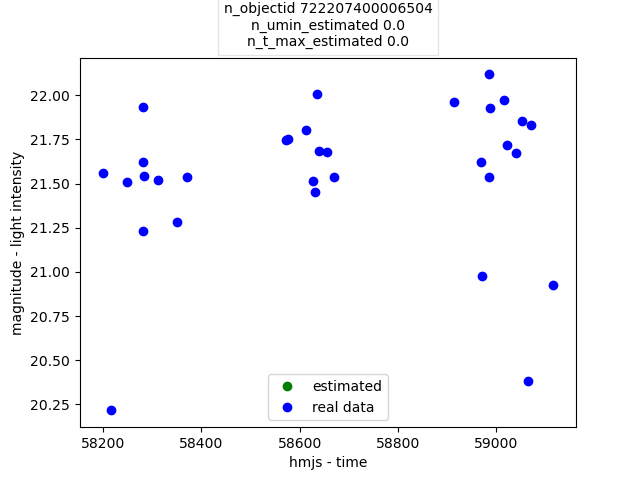 n_objectid 722207400006504
n_umin_estimated 0.0
n_t_max_estimated 0.0
22.00
21.75
21.50
21.25
21.00
20.75
20.50
20.25
magnitude - light intensity
estimated
real data
58200 58400 58600 58800 59000
hmjs - time